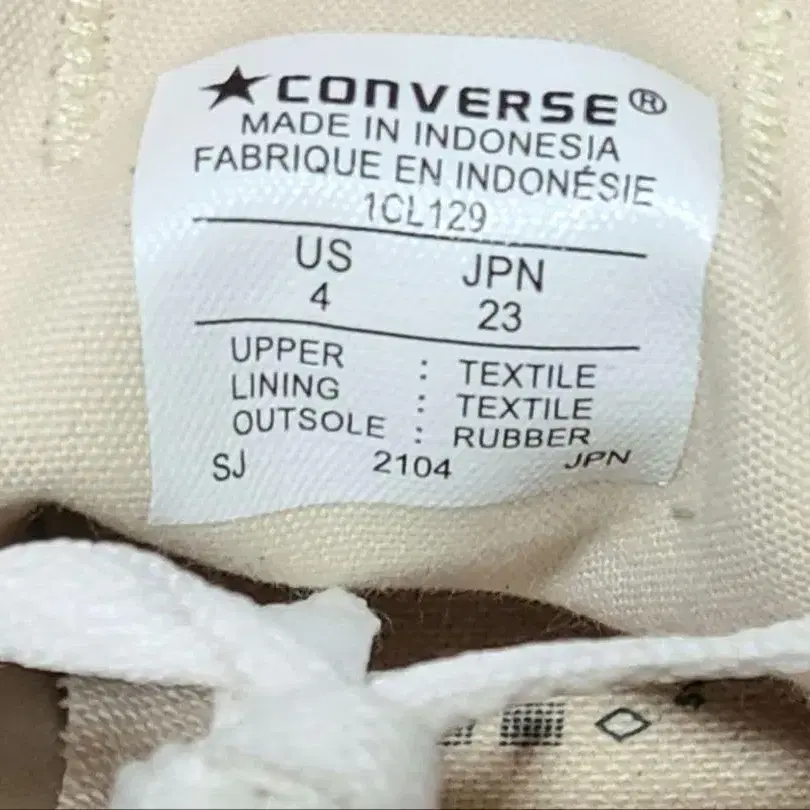 ★CONVERSE®
MADE IN INDONESIA
FABRIQUE EN INDONÉSIE
1CL129
US JPN
4 23
UPPER : TEXTILE
LINING : TEXTILE
OUTSOLE : RUBBER
SJ 2104 JPN